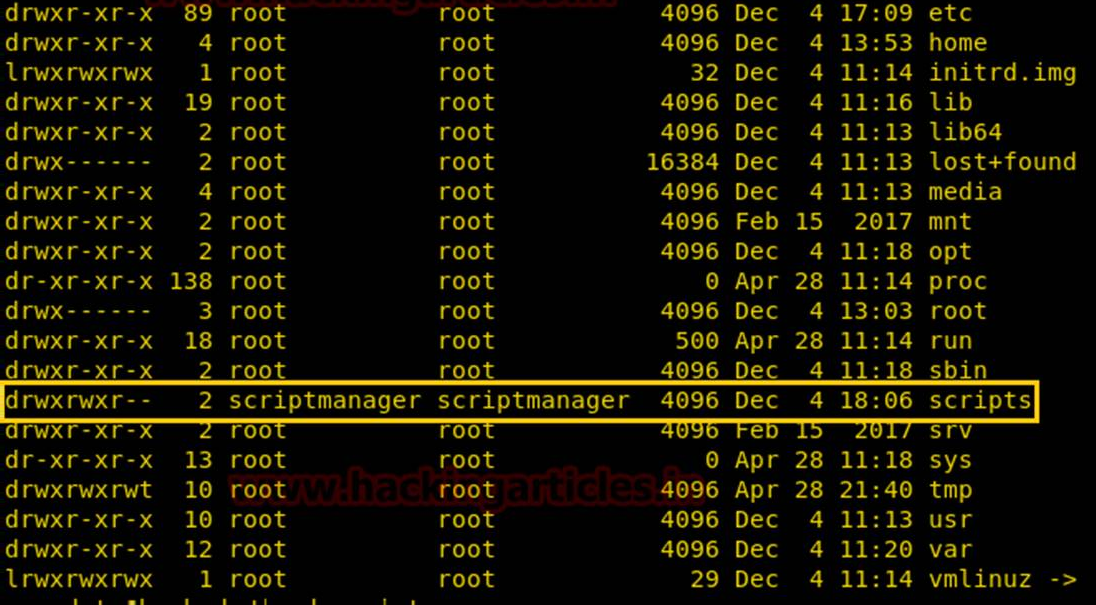 www.hackingarticles.in
drwxr-xr-x 89 root root 4096 Dec 4 17:09 etc
drwxr-xr-x 4 root root 4096 Dec 4 13:53 home
lrwxrwxrwx 1 root root 32 Dec 4 11:14 initrd.img
drwxr-xr-x 19 root root 4096 Dec 4 11:16 lib
drwxr-xr-x 2 root root 4096 Dec 4 11:13 lib64
drwx------ 2 root root 16384 Dec 4 11:13 lost+found
drwxr-xr-x 4 root root 4096 Dec 4 11:13 media
drwxr-xr-x 2 root root 4096 Feb 15 2017 mnt
drwxr-xr-x 2 root root 4096 Dec 4 11:18 opt
dr-xr-xr-x 138 root root 0 Apr 28 11:14 proc
drwx------ 3 root root 4096 Dec 4 13:03 root
drwxr-xr-x 18 root root 500 Apr 28 11:14 run
drwxr-xr-x 2 root root 4096 Dec 4 11:18 sbin
drwxrwxr-- 2 scriptmanager scriptmanager 4096 Dec 4 18:06 scripts
drwxr-xr-x 2 root root 4096 Feb 15 2017 srv
dr-xr-xr-x 13 root root 0 Apr 28 11:18 sys
drwxrwxrwt 10 root root 4096 Apr 28 21:40 tmp
www.hackingarticles.in
drwxr-xr-x 10 root root 4096 Dec 4 11:13 usr
drwxr-xr-x 12 root root 4096 Dec 4 11:20 var
lrwxrwxrwx 1 root root 29 Dec 4 11:14 vmlinuz ->